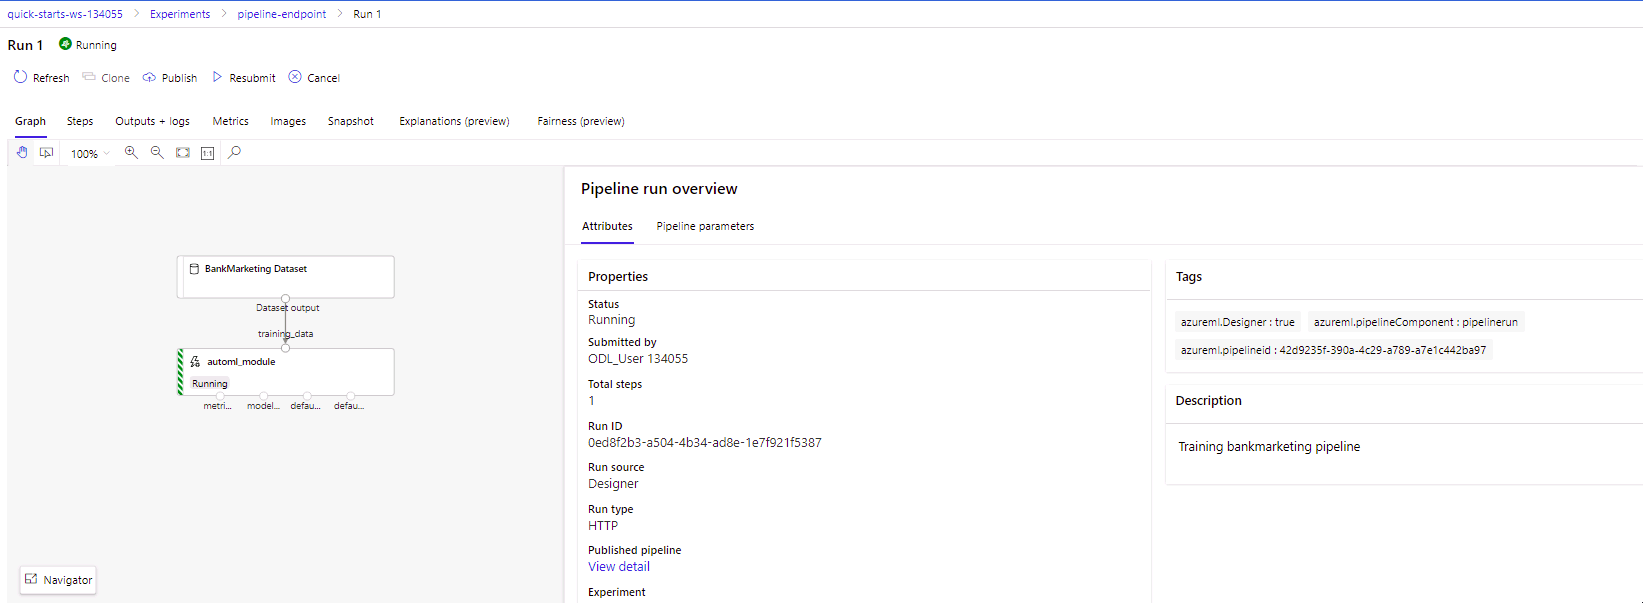 quick-starts-ws-134055 > Experiments > pipeline-endpoint > Run 1
Run 1 Running
Refresh Clone Publish Resubmit Cancel
Graph Steps Outputs + logs Metrics Images Snapshot Explanations (preview) Fairness (preview)
100% 1:1
BankMarketing Dataset
Dataset output
training_data
automl_module
Running
metri... model... defau... defau...
Navigator
Pipeline run overview
Attributes Pipeline parameters
Properties
Status
Running
Submitted by
ODL_User 134055
Total steps
1
Run ID
0ed8f2b3-a504-4b34-ad8e-1e7f921f5387
Run source
Designer
Run type
HTTP
Published pipeline
View detail
Experiment
Tags
azureml.Designer : true azureml.pipelineComponent : pipelinerun
azureml.pipelineid : 42d9235f-390a-4c29-a789-a7e1c442ba97
Description
Training bankmarketing pipeline